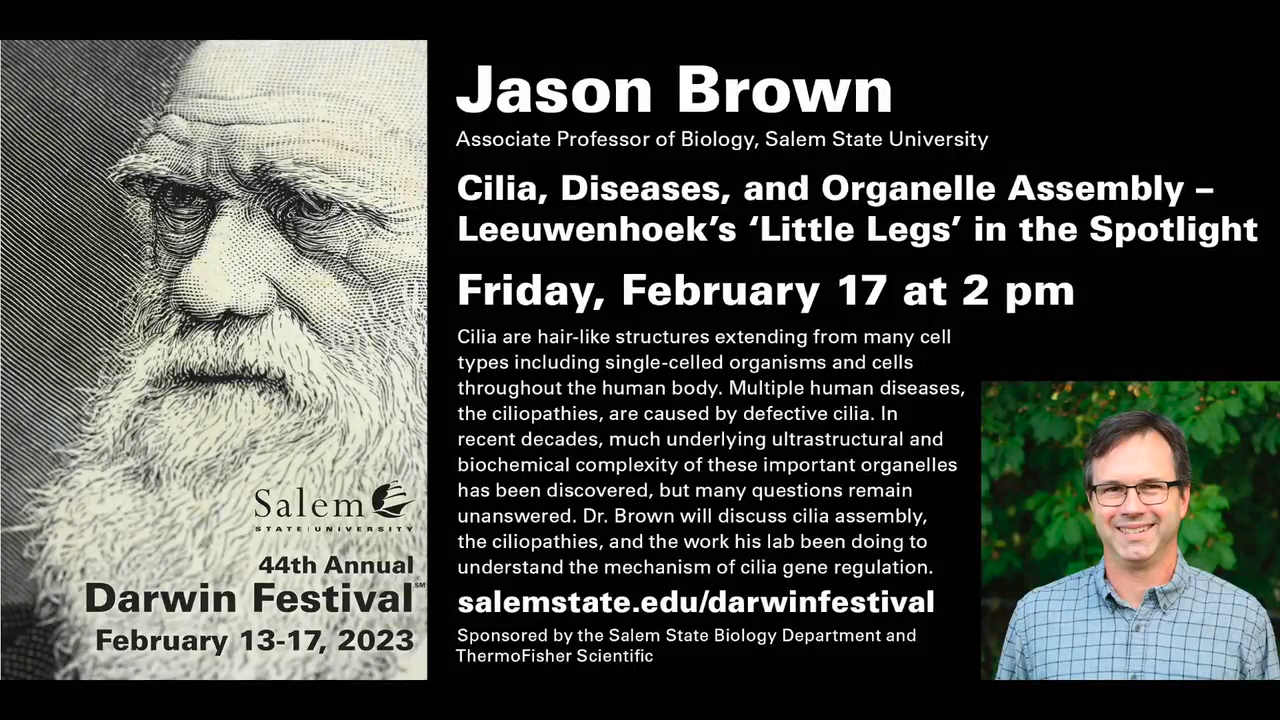 Jason Brown
Associate Professor of Biology, Salem State University
Cilia, Diseases, and Organelle Assembly –
Leeuwenhoek's 'Little Legs' in the Spotlight
Friday, February 17 at 2 pm
Cilia are hair-like structures extending from many cell
types including single-celled organisms and cells
throughout the human body. Multiple human diseases,
the ciliopathies, are caused by defective cilia. In
recent decades, much underlying ultrastructural and
biochemical complexity of these important organelles
has been discovered, but many questions remain
unanswered. Dr. Brown will discuss cilia assembly,
the ciliopathies, and the work his lab been doing to
understand the mechanism of cilia gene regulation.
salemstate.edu/darwinfestival
Sponsored by the Salem State Biology Department and
ThermoFisher Scientific
Salem
STATE|UNIVERSITY
44th Annual
Darwin Festival℠
February 13-17, 2023